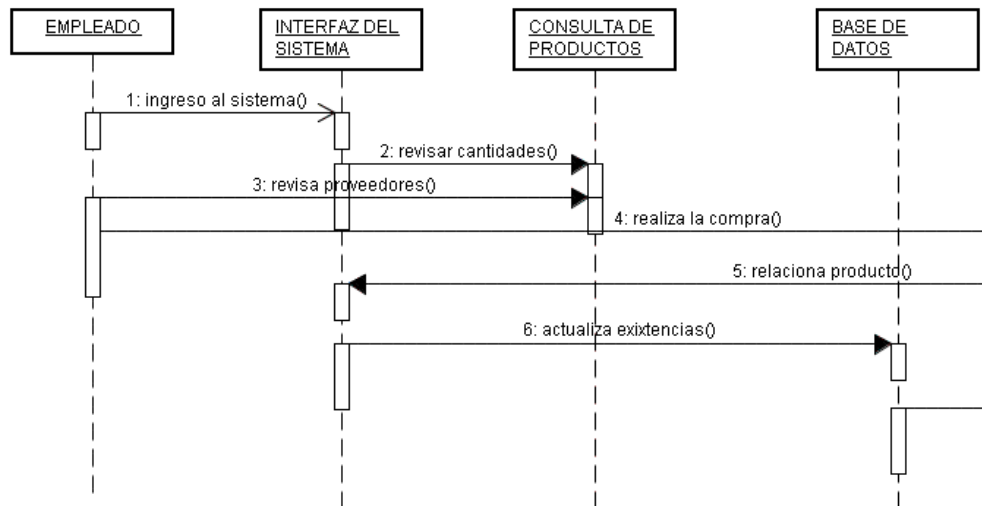 EMPLEADO
INTERFAZ DEL
SISTEMA
CONSULTA DE
PRODUCTOS
BASE DE
DATOS
1: ingreso al sistema()
2: revisar cantidades()
3: revisa proveedores()
4: realiza la compra()
5: relaciona producto()
6: actualiza exixtencias()